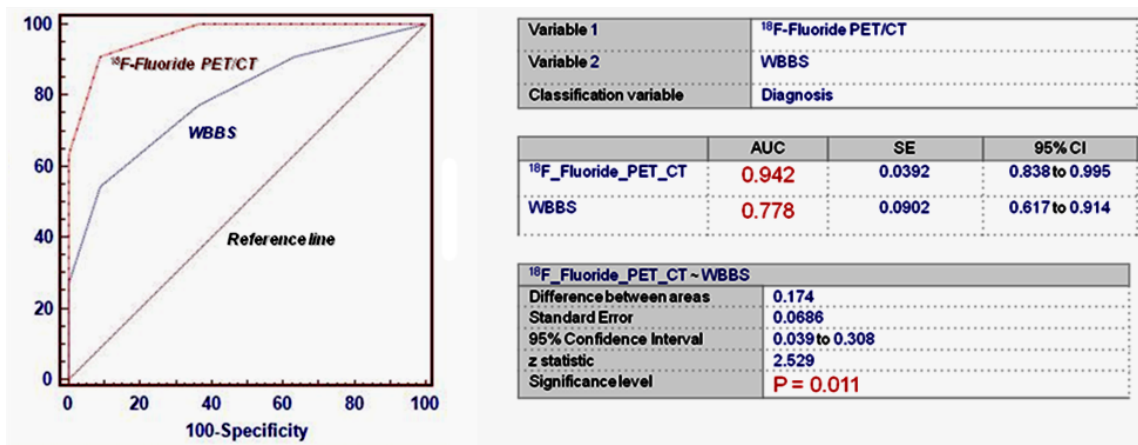 100
80
60
40
20
0
¹⁸F-Fluoride PET/CT
WBBS
Reference line
0 20 40 60 80 100
100-Specificity
Variable 1 ¹⁸F-Fluoride PET/CT
Variable 2 WBBS
Classification variable Diagnosis
AUC SE 95% CI
¹⁸F_Fluoride_PET_CT 0.942 0.0392 0.838 to 0.995
WBBS 0.778 0.0902 0.617 to 0.914
¹⁸F_Fluoride_PET_CT ~ WBBS
Difference between areas 0.174
Standard Error 0.0686
95% Confidence Interval 0.039 to 0.308
z statistic 2.529
Significance level P = 0.011